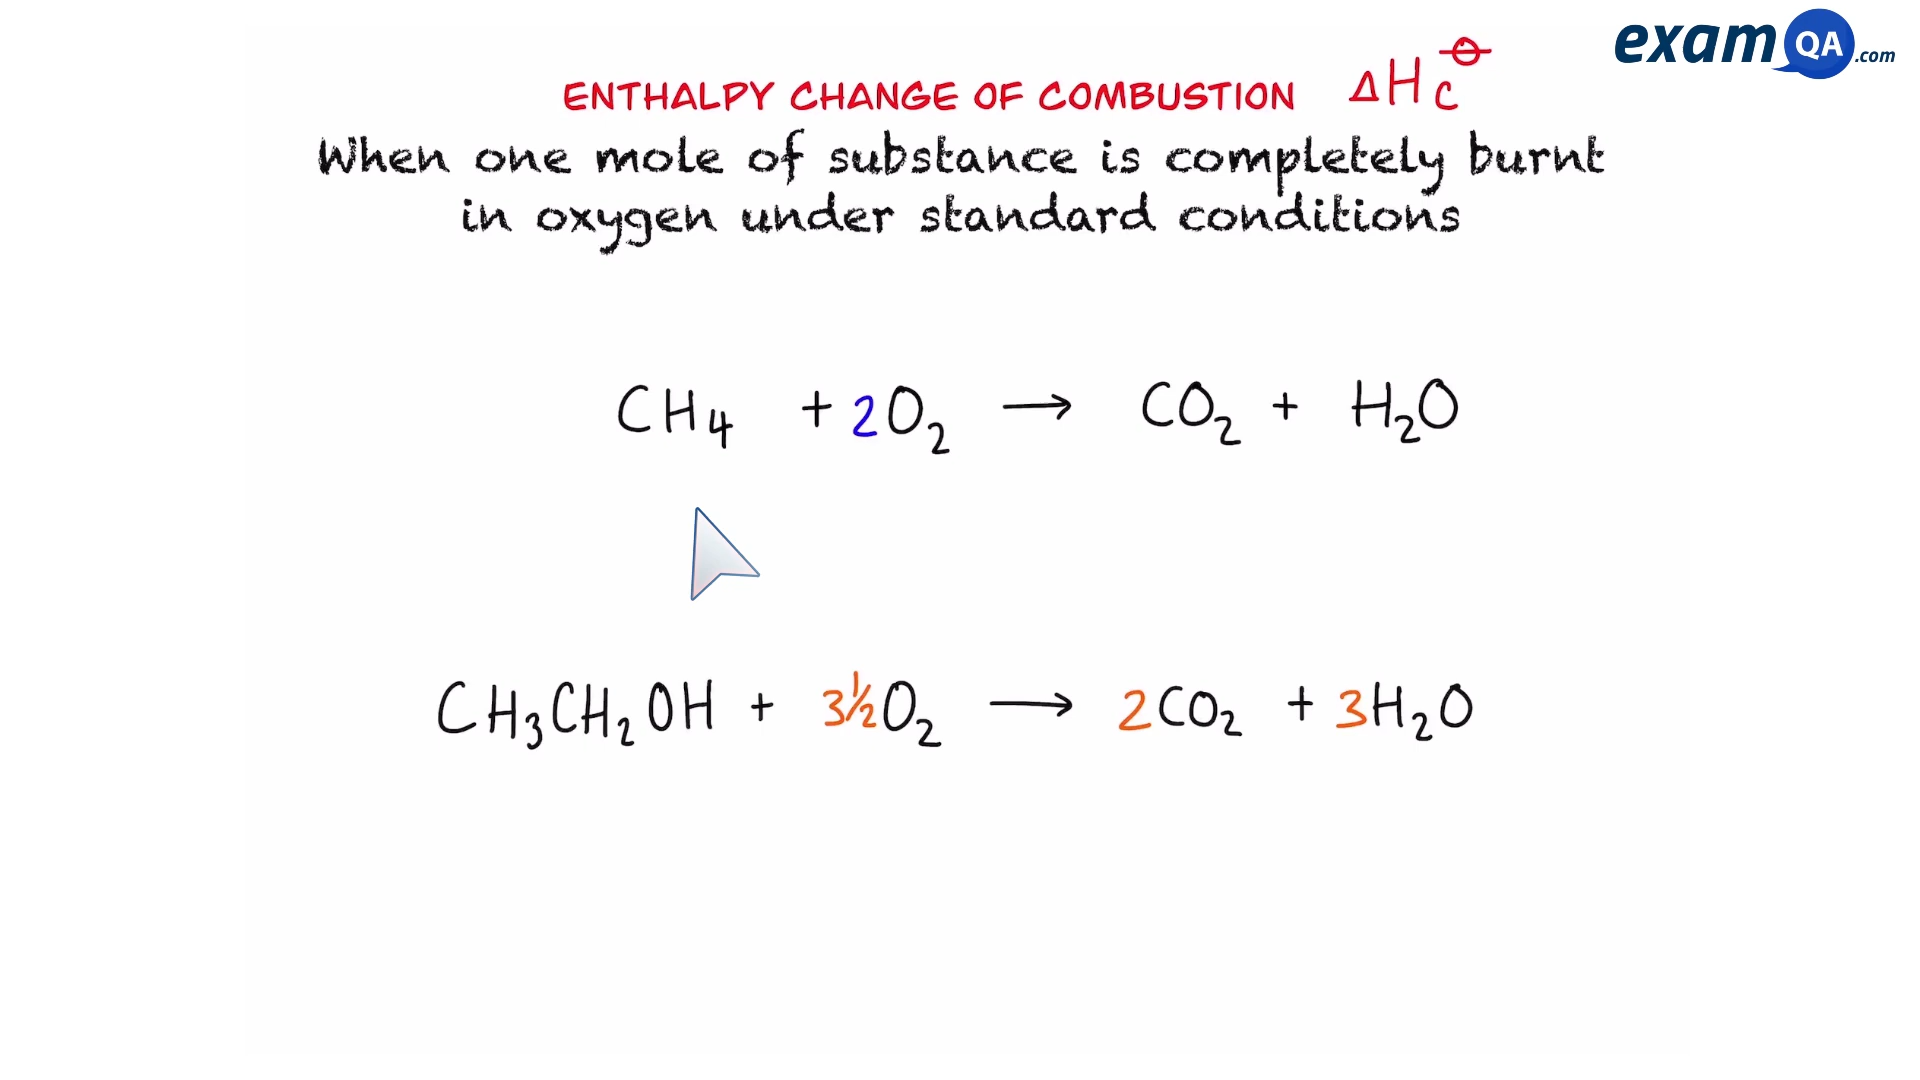 examQA.com
ENTHALPY CHANGE OF COMBUSTION ΔHc⦵
When one mole of substance is completely burnt
in oxygen under standard conditions
CH₄ + 2O₂ → CO₂ + H₂O
CH₃CH₂OH + 3½O₂ → 2CO₂ + 3H₂O